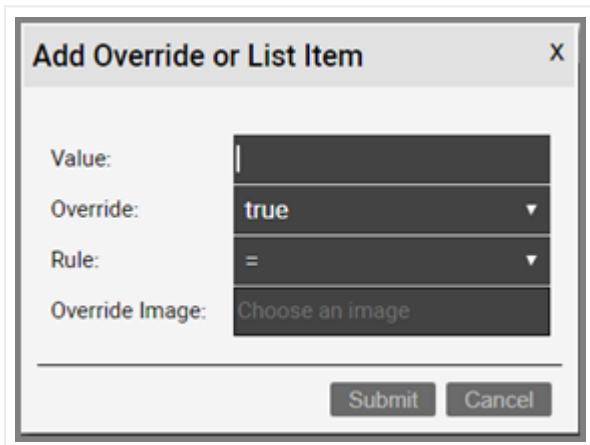 Add Override or List Item X
Value:
Override: true
Rule: =
Override Image: Choose an image
Submit Cancel